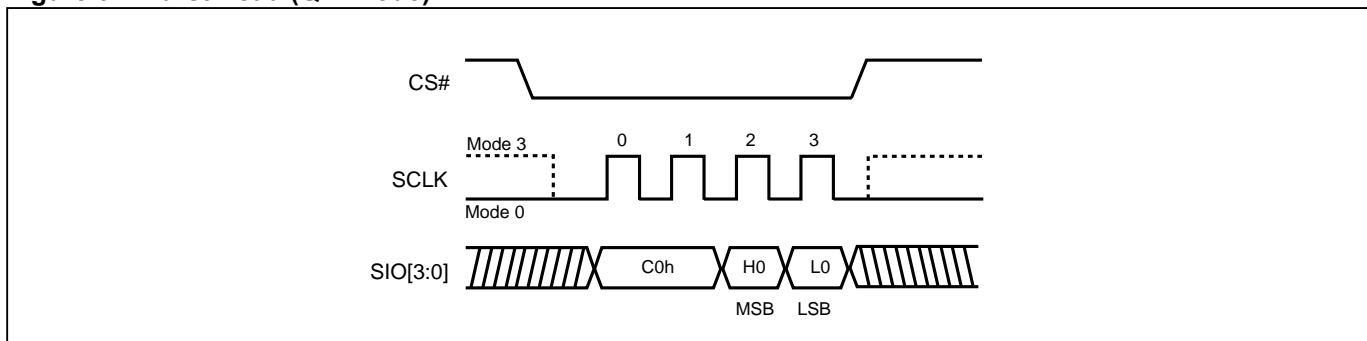 CS#
Mode 3
0 1 2 3
SCLK
Mode 0
SIO[3:0]
C0h H0 L0
MSB LSB